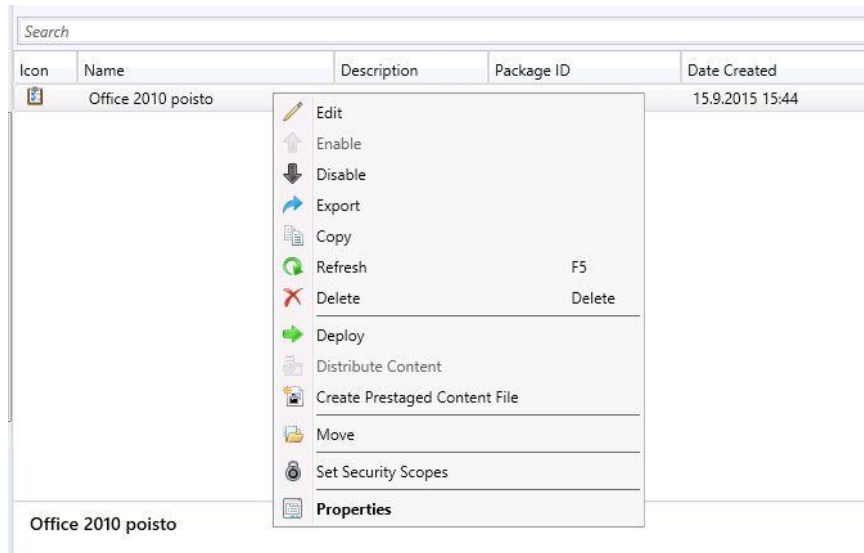 Search
Icon Name Description Package ID Date Created
Office 2010 poisto 15.9.2015 15:44
Edit
Enable
Disable
Export
Copy
Refresh F5
Delete Delete
Deploy
Distribute Content
Create Prestaged Content File
Move
Set Security Scopes
Properties
Office 2010 poisto